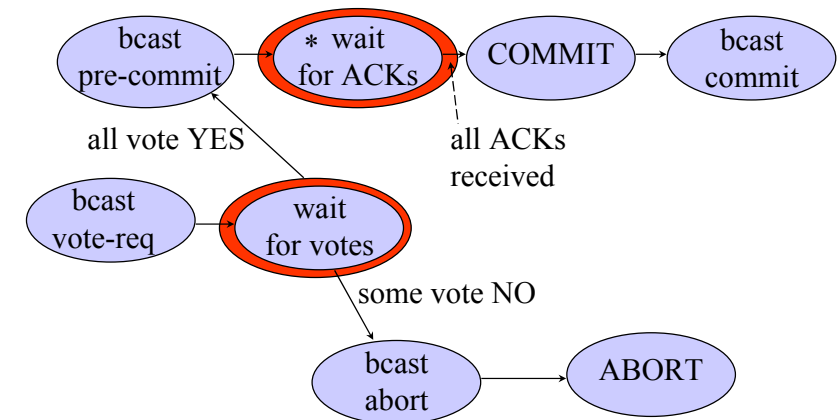 bcast
pre-commit
* wait
for ACKs
COMMIT
bcast
commit
all vote YES
all ACKs
received
bcast
vote-req
wait
for votes
some vote NO
bcast
abort
ABORT